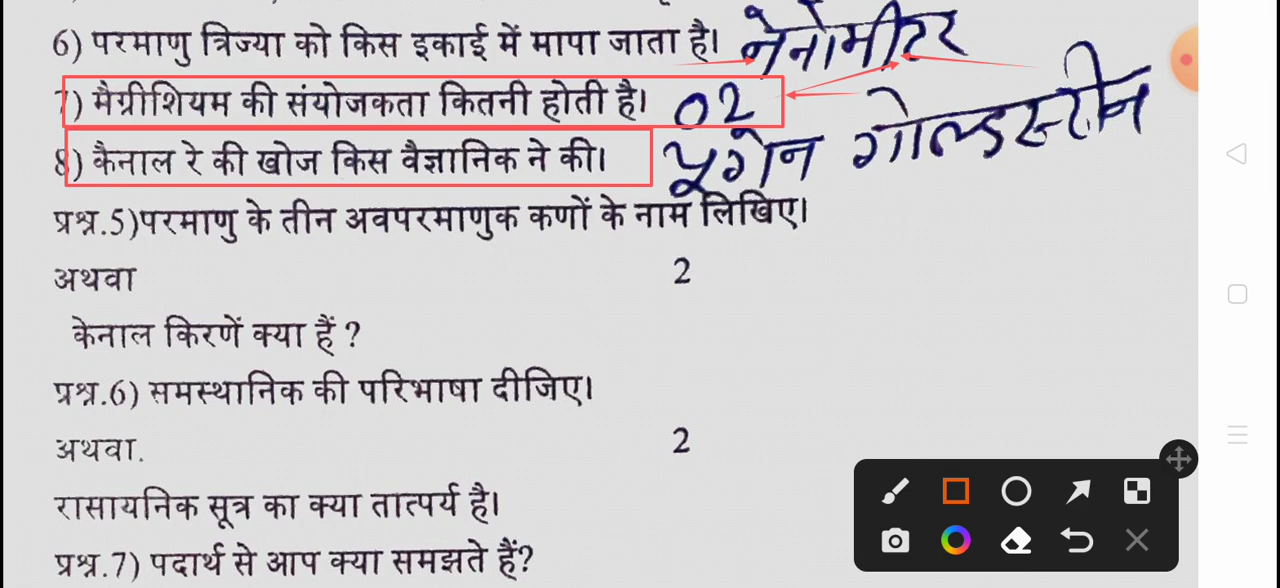 6) परमाणु त्रिज्या को किस इकाई में मापा जाता है। नेनोमीटर
7) मैग्रीशियम की संयोजकता कितनी होती है। 02
8) कैनाल रे की खोज किस वैज्ञानिक ने की। यूगेन गोल्डस्टीन
प्रश्न.5)परमाणु के तीन अवपरमाणुक कणों के नाम लिखिए।
अथवा 2
केनाल किरणें क्या हैं ?
प्रश्न.6) समस्थानिक की परिभाषा दीजिए।
अथवा. 2
रासायनिक सूत्र का क्या तात्पर्य है।
प्रश्न.7) पदार्थ से आप क्या समझते हैं?